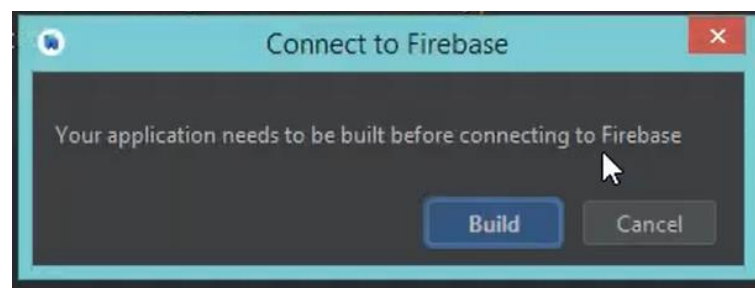 Connect to Firebase
Your application needs to be built before connecting to Firebase
Build
Cancel